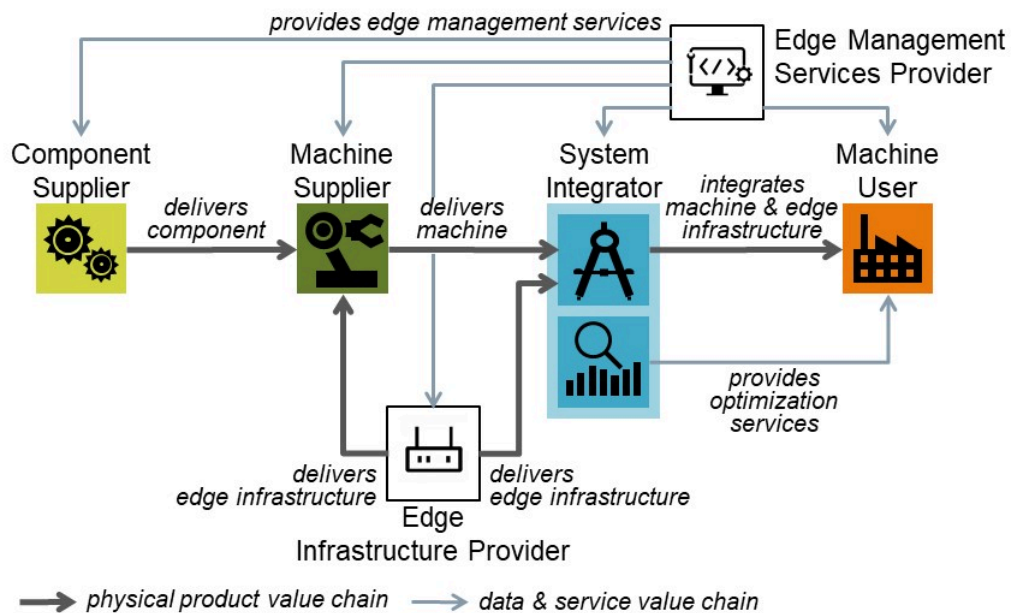 provides edge management services
Edge Management
Services Provider
</>
Component
Supplier
Machine
Supplier
System
Integrator
Machine
User
delivers
component
delivers
machine
integrates
machine & edge
infrastructure
provides
optimization
services
delivers
edge infrastructure
delivers
edge infrastructure
Edge
Infrastructure Provider
physical product value chain
data & service value chain